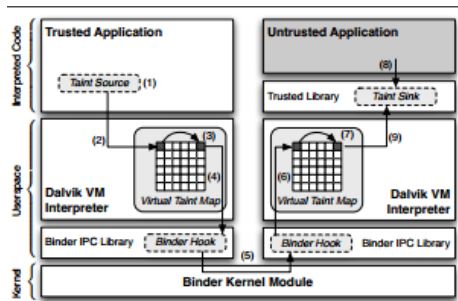 Interpreted Code
Trusted Application
Taint Source
(1)
Untrusted Application
(8)
Trusted Library
Taint Sink
Userspace
(2)
(3)
(4)
Virtual Taint Map
Dalvik VM
Interpreter
(6)
(7)
(9)
Virtual Taint Map
Dalvik VM
Interpreter
Binder IPC Library
Binder Hook
(5)
Binder Hook
Binder IPC Library
Kernel
Binder Kernel Module